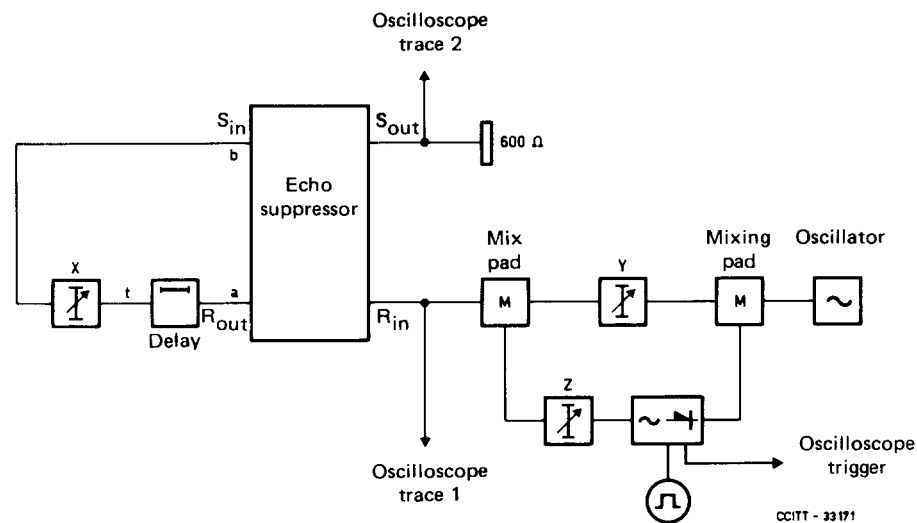 Oscilloscope
trace 2
S_in
b
S_out
600 Ω
Echo
suppressor
Mix
pad
Mixing
pad
Oscillator
X
t
a
R_out
Delay
R_in
M
Y
M
Z
Oscilloscope
trace 1
Oscilloscope
trigger
CCITT - 33171